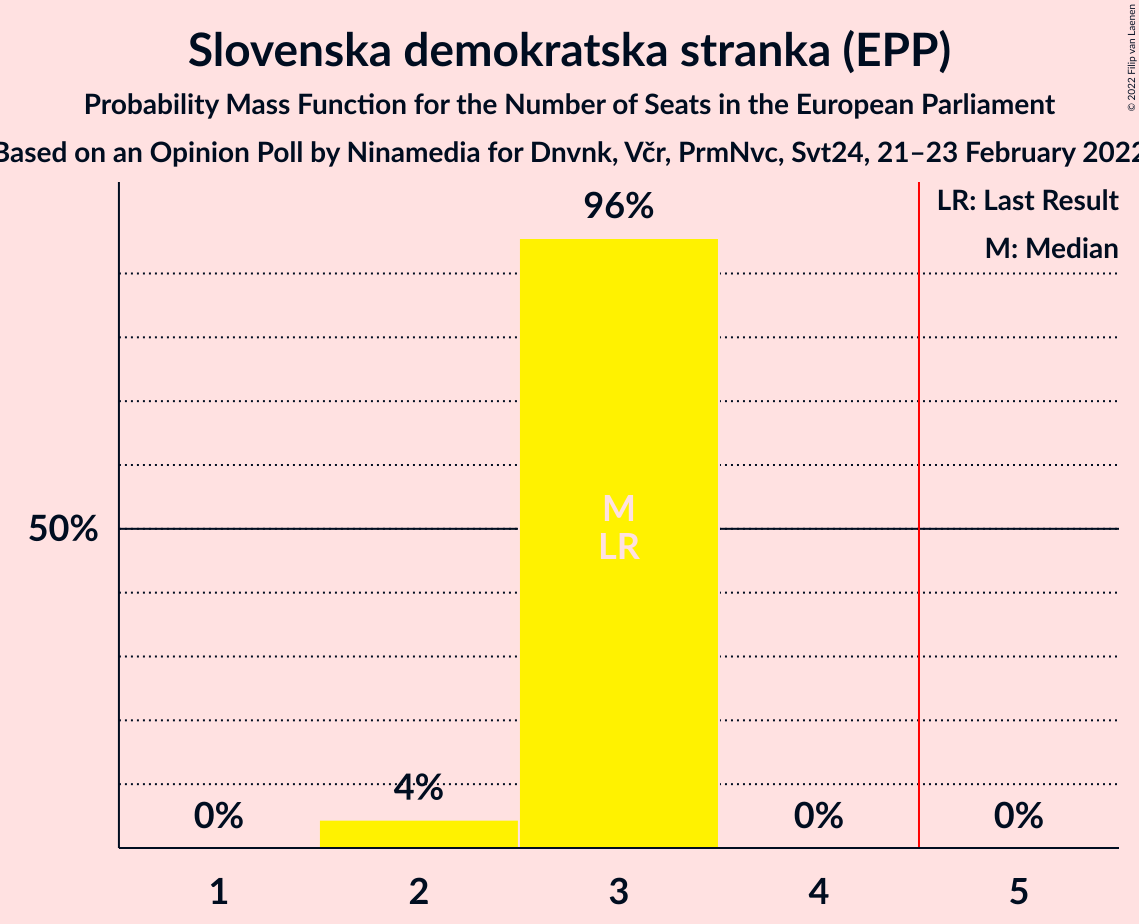 Slovenska demokratska stranka (EPP)
Probability Mass Function for the Number of Seats in the European Parliament
Based on an Opinion Poll by Ninamedia for Dnvnk, Včr, PrmNvc, Svt24, 21–23 February 2022
© 2022 Filip van Laenen
LR: Last Result
M: Median
96%
50%
M
LR
4%
0%
0%
0%
1
2
3
4
5